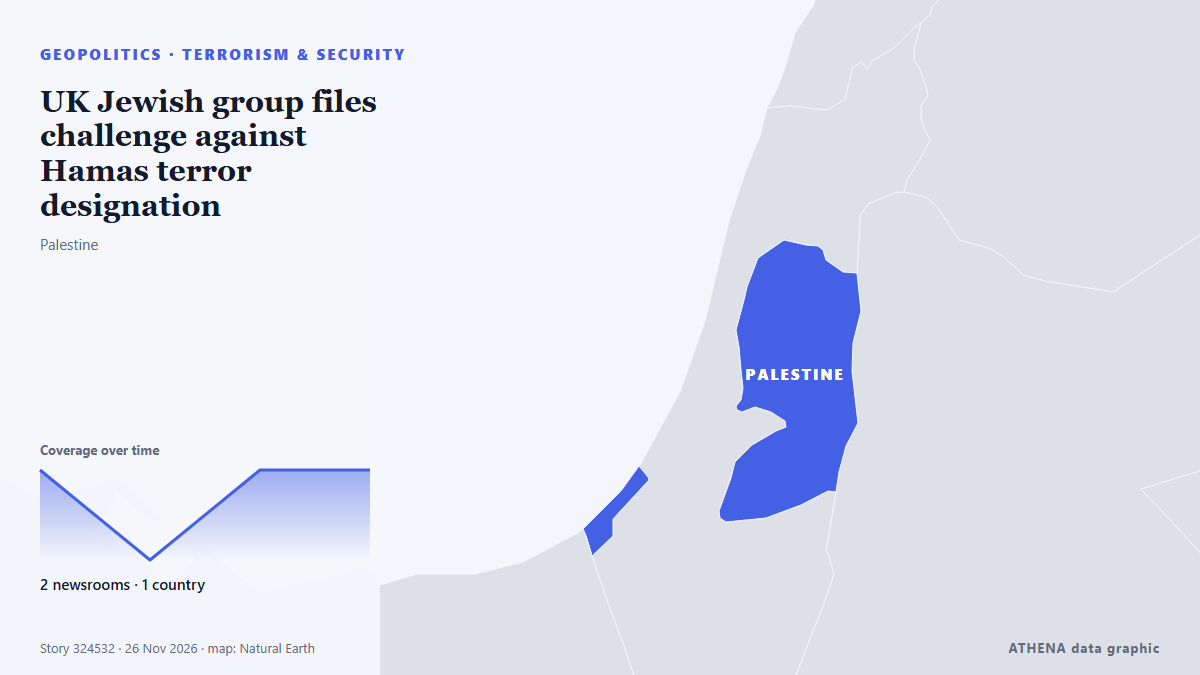 GEOPOLITICS · TERRORISM & SECURITY
UK Jewish group files
challenge against
Hamas terror
designation
Palestine
PALESTINE
Coverage over time
2 newsrooms · 1 country
Story 324532 · 26 Nov 2026 · map: Natural Earth
ATHENA data graphic